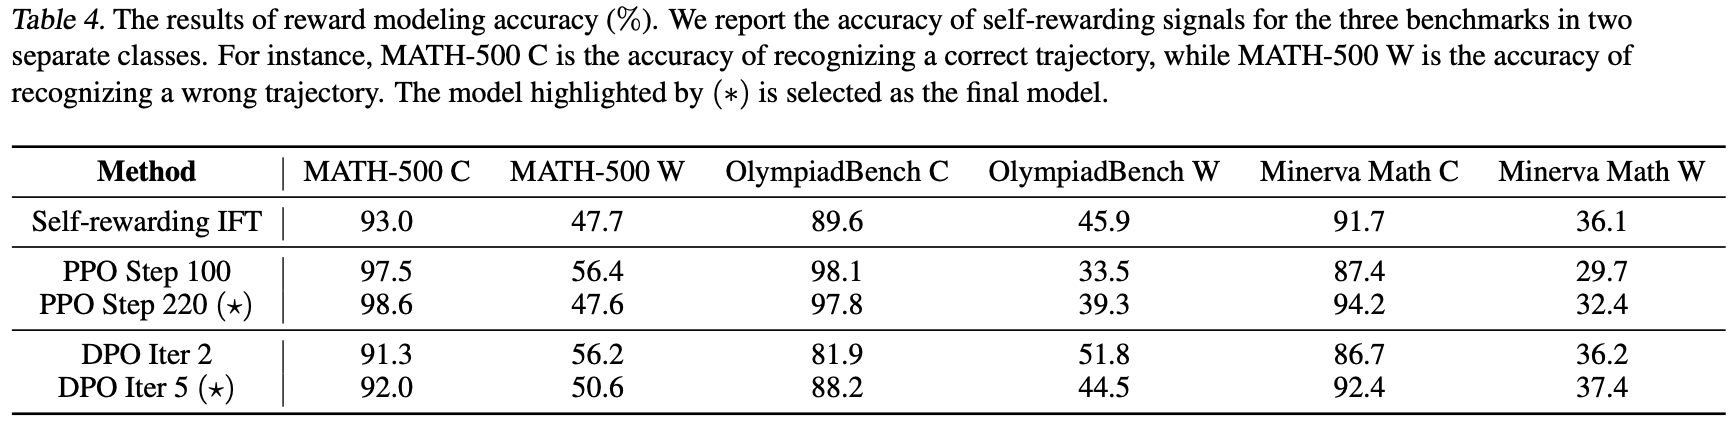 Table 4. The results of reward modeling accuracy (%). We report the accuracy of self-rewarding signals for the three benchmarks in two
separate classes. For instance, MATH-500 C is the accuracy of recognizing a correct trajectory, while MATH-500 W is the accuracy of
recognizing a wrong trajectory. The model highlighted by (∗) is selected as the final model.
Method MATH-500 C MATH-500 W OlympiadBench C OlympiadBench W Minerva Math C Minerva Math W
Self-rewarding IFT 93.0 47.7 89.6 45.9 91.7 36.1
PPO Step 100 97.5 56.4 98.1 33.5 87.4 29.7
PPO Step 220 (⋆) 98.6 47.6 97.8 39.3 94.2 32.4
DPO Iter 2 91.3 56.2 81.9 51.8 86.7 36.2
DPO Iter 5 (⋆) 92.0 50.6 88.2 44.5 92.4 37.4